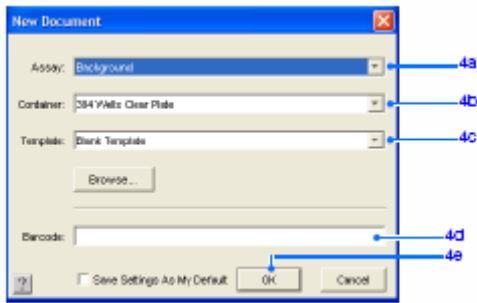 New Document
Assay: Background 4a
Container: 384 Wells Clear Plate 4b
Template: Blank Template 4c
Browse...
Barcode: 4d
4e
? Save Settings As My Default OK Cancel